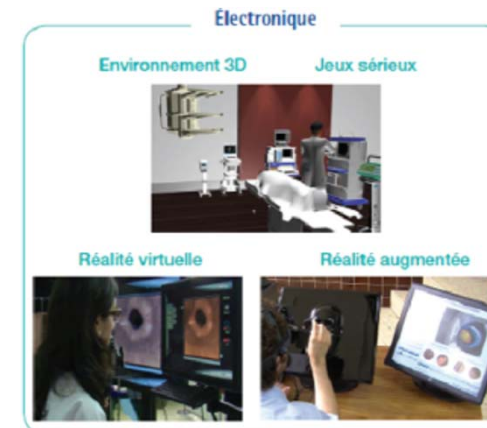 Électronique
Environnement 3D
Jeux sérieux
Réalité virtuelle
Réalité augmentée